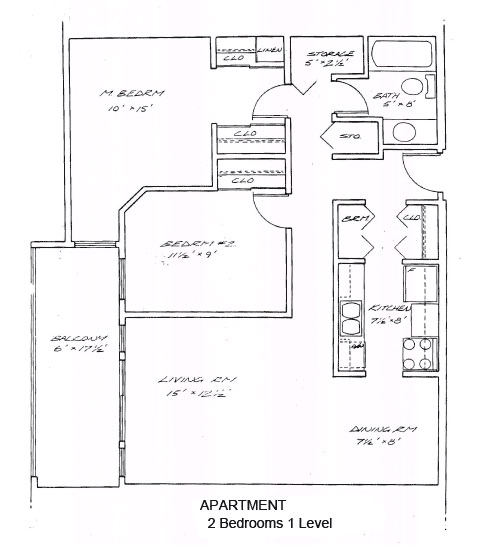 LINEN
CLO
STORAGE
5' x 2½'
M BEDRM
10' x 15'
BATH
5' x 8'
CLO
STO.
CLO
BRM
CLO
BEDRM #2
11½' x 9'
F
KITCHEN
7½' x 8'
BALCONY
6' x 17½'
LIVING RM
15' x 12½'
DINING RM
7½' x 8'
APARTMENT
2 Bedrooms 1 Level